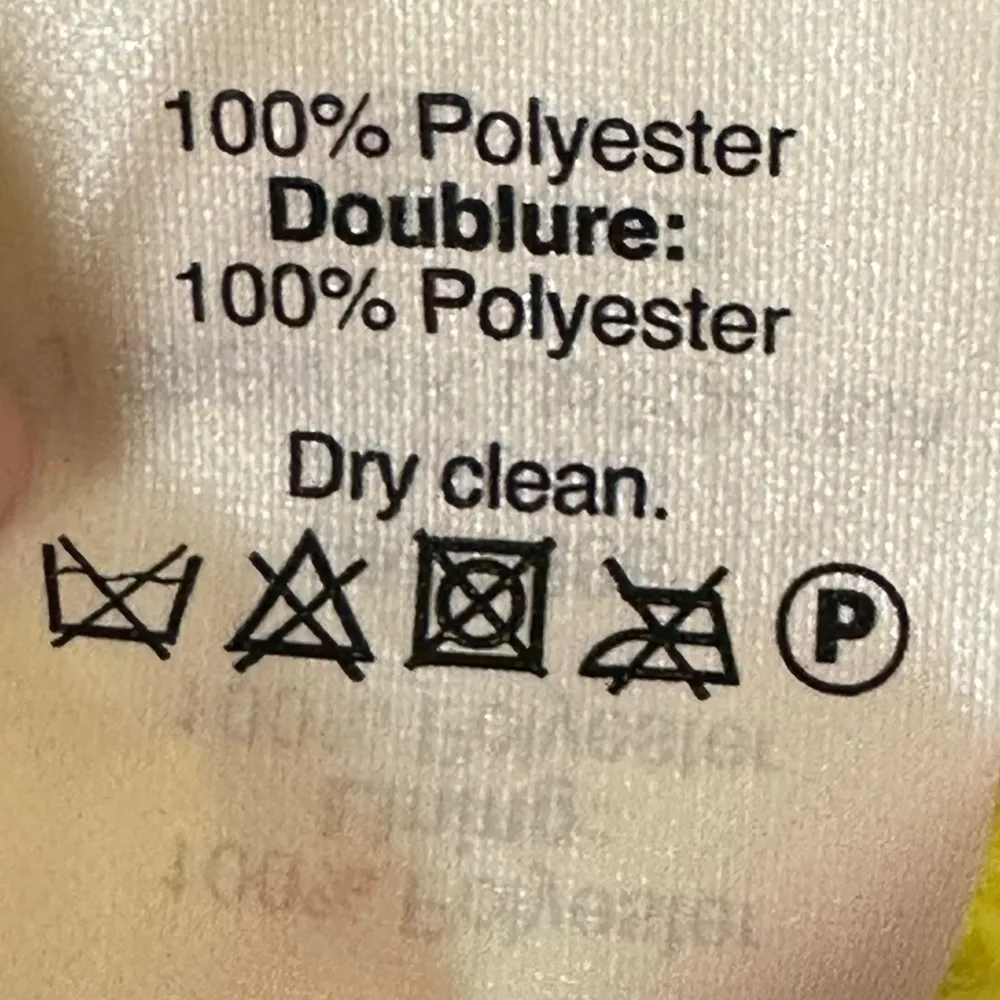 100% Polyester
Doublure:
100% Polyester
Dry clean.
P